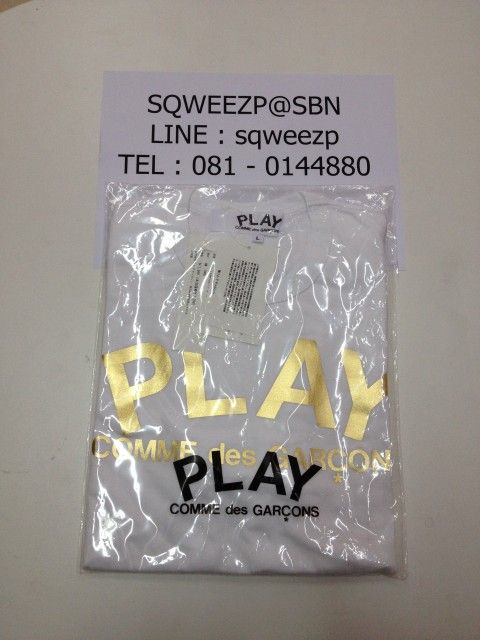 SQWEEZP@SBN
LINE : sqweezp
TEL : 081 - 0144880
PLAY
COMME des GARÇONS
L
PLAY
COMME des GARÇONS
PLAY
COMME des GARÇONS